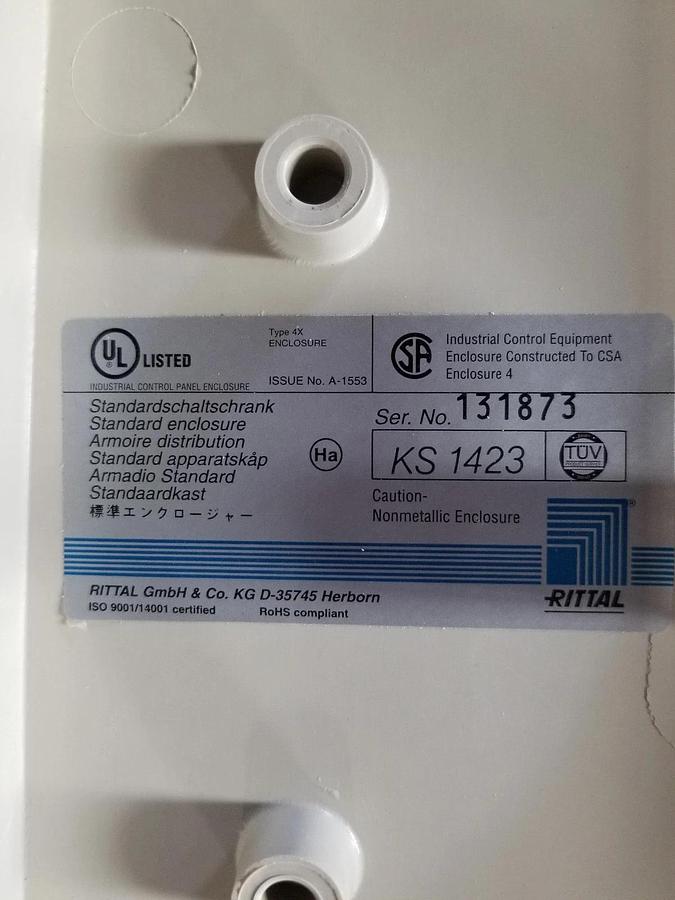 UL® LISTED
INDUSTRIAL CONTROL PANEL ENCLOSURE
Type 4X
ENCLOSURE
ISSUE No. A-1553
SA
Industrial Control Equipment
Enclosure Constructed To CSA
Enclosure 4
Standardschaltschrank
Standard enclosure
Armoire distribution
Standard apparatskåp
Armadio Standard
Standaardkast
標準エンクロージャー
Ha
Ser. No. 131873
KS 1423
TÜV
PRODUCT SERVICE
Caution-
Nonmetallic Enclosure
®
RITTAL
RITTAL GmbH & Co. KG D-35745 Herborn
ISO 9001/14001 certified RoHS compliant